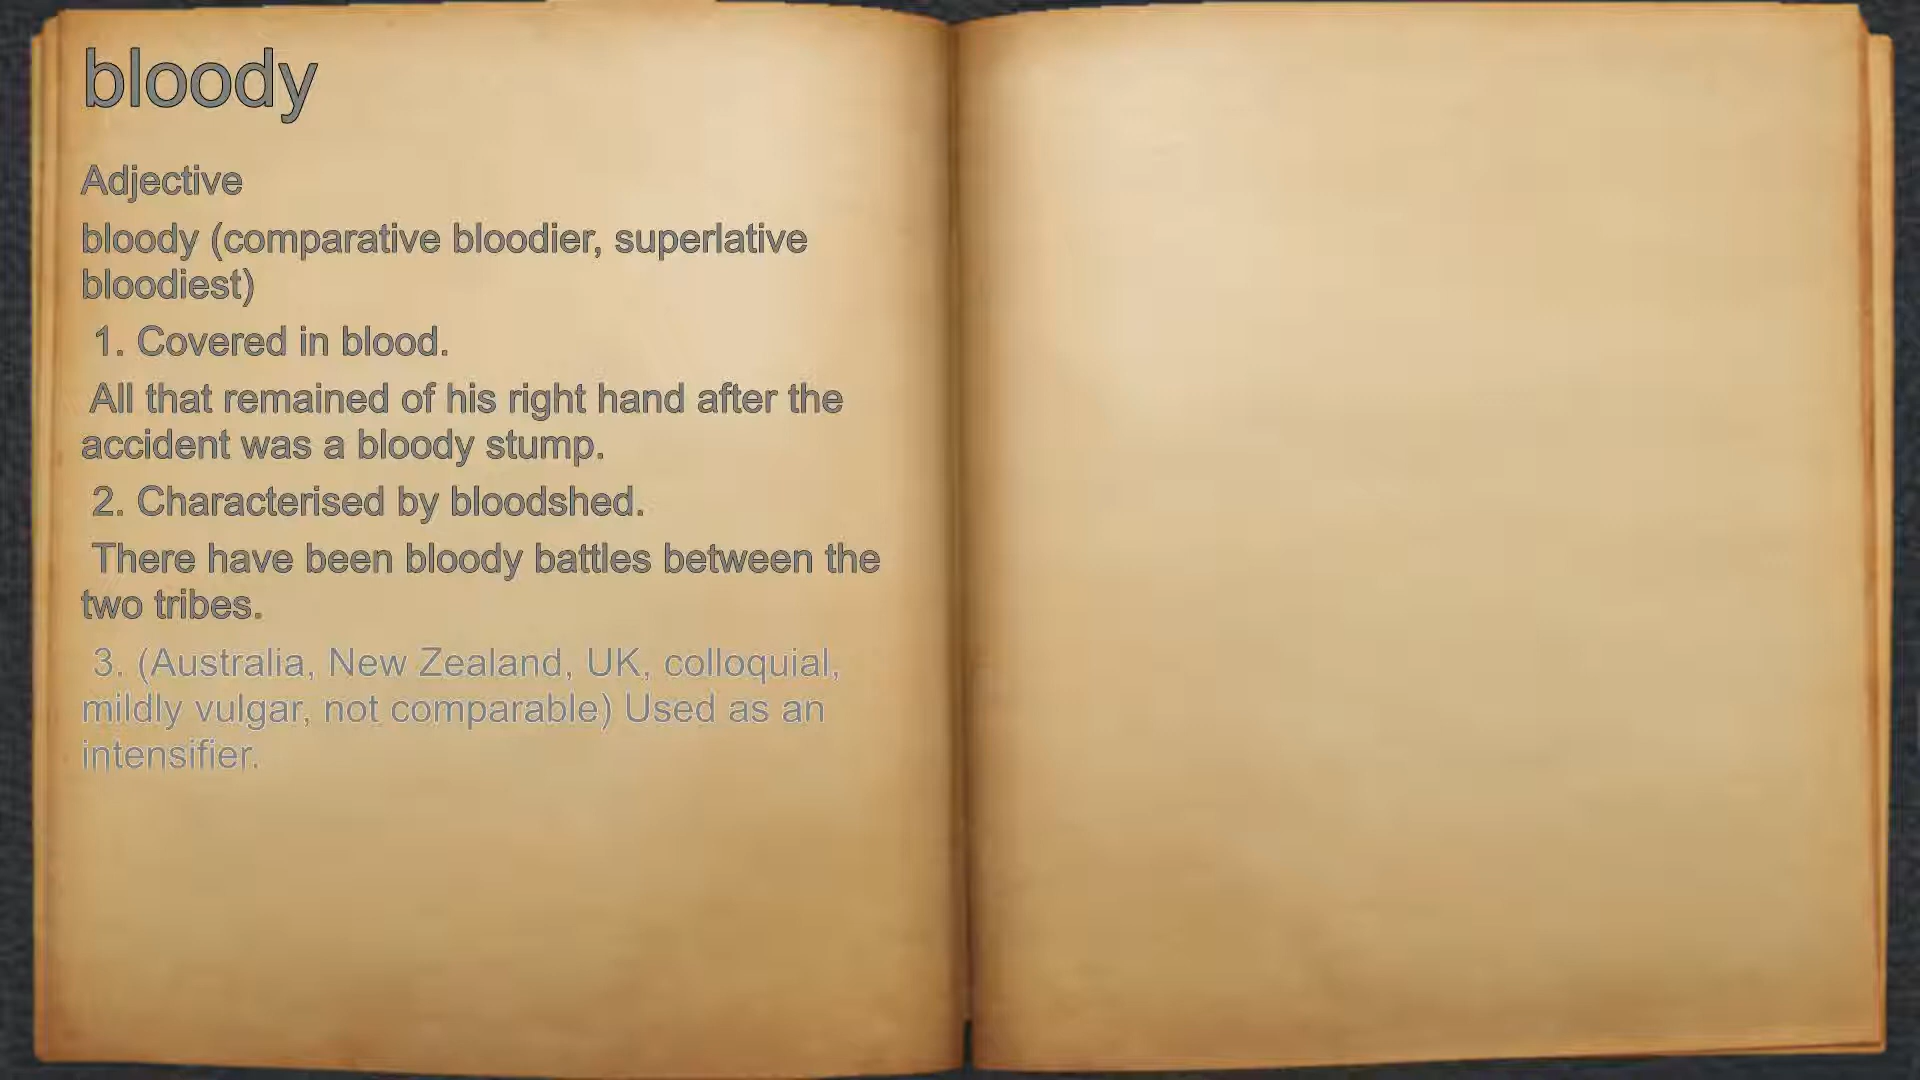 bloody
Adjective
bloody (comparative bloodier, superlative
bloodiest)
1. Covered in blood.
All that remained of his right hand after the
accident was a bloody stump.
2. Characterised by bloodshed.
There have been bloody battles between the
two tribes.
3. (Australia, New Zealand, UK, colloquial,
mildly vulgar, not comparable) Used as an
intensifier.